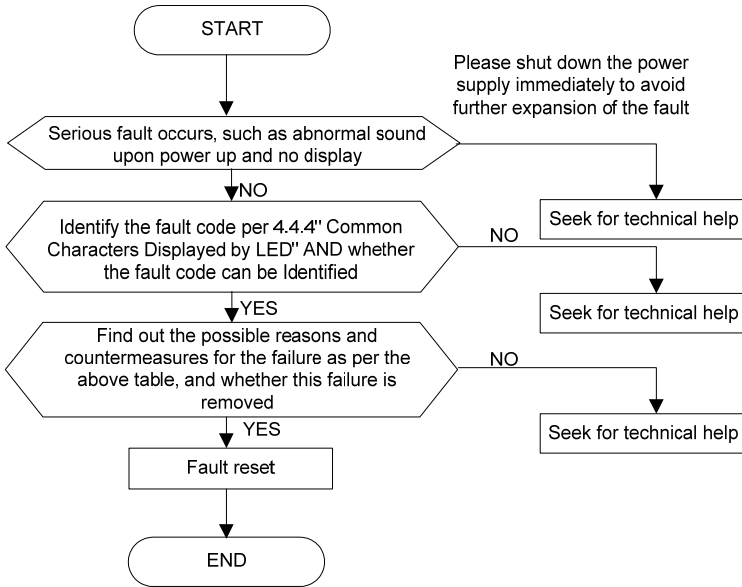 START
Please shut down the power
supply immediately to avoid
further expansion of the fault
Serious fault occurs, such as abnormal sound
upon power up and no display
NO
Seek for technical help
Identify the fault code per 4.4.4" Common
Characters Displayed by LED" AND whether
the fault code can be Identified
NO
Seek for technical help
YES
Find out the possible reasons and
countermeasures for the failure as per the
above table, and whether this failure is
removed
NO
Seek for technical help
YES
Fault reset
END